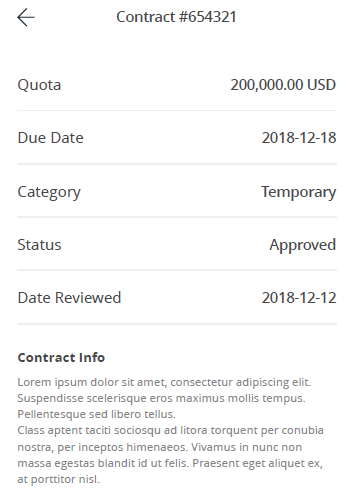 Contract #654321
Quota 200,000.00 USD
Due Date 2018-12-18
Category Temporary
Status Approved
Date Reviewed 2018-12-12
Contract Info
Lorem ipsum dolor sit amet, consectetur adipiscing elit.
Suspendisse scelerisque eros maximus mollis tempus.
Pellentesque sed libero tellus.
Class aptent taciti sociosqu ad litora torquent per conubia
nostra, per inceptos himenaeos. Vivamus in nunc non
massa egestas blandit id ut felis. Praesent eget aliquet ex,
at porttitor nisl.